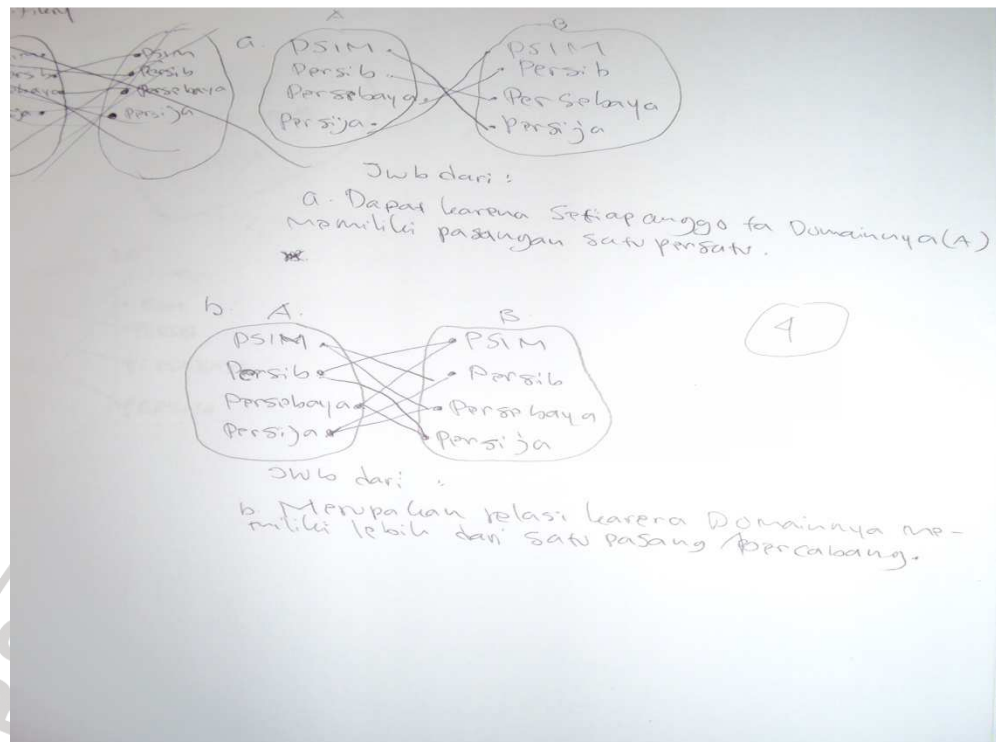 PSIM
Persib
Persebaya
Persija
a. A
PSIM
Persib
Persebaya
Persija
B
PSIM
Persib
Persebaya
Persija
Jwb dari :
a. Dapat karena Setiap anggota Domainnya (A)
memiliki pasangan satu persatu.
b. A.
PSIM
Persib
Persebaya
Persija
B
PSIM
Persib
Persebaya
Persija
4
Jwb dari :
b. Merupakan relasi karena Domainnya me-
miliki lebih dari satu pasang / bercabang.